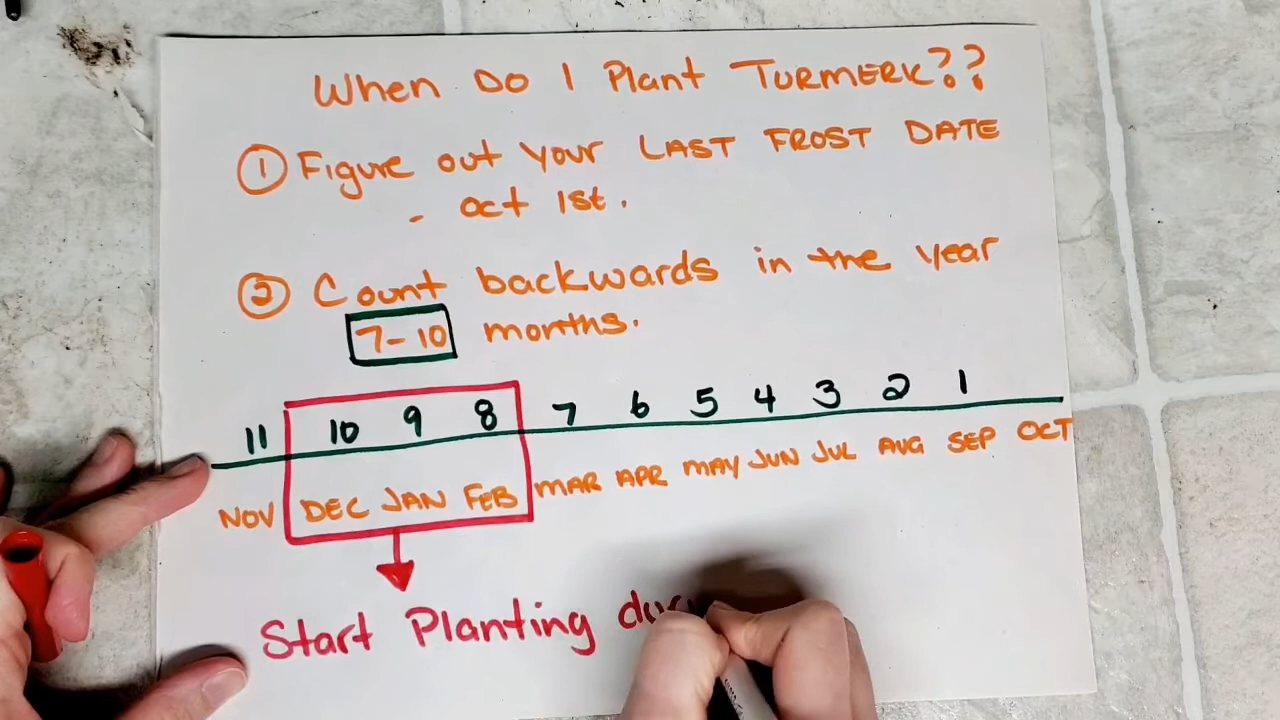 When Do I Plant TURMERK??
① Figure out your LAST FROST DATE
- Oct 1st.
② Count backwards in the year
7-10 months.
11 10 9 8 7 6 5 4 3 2 1
NOV DEC JAN FEB MAR APR MAY JUN JUL AUG SEP OCT
Start Planting